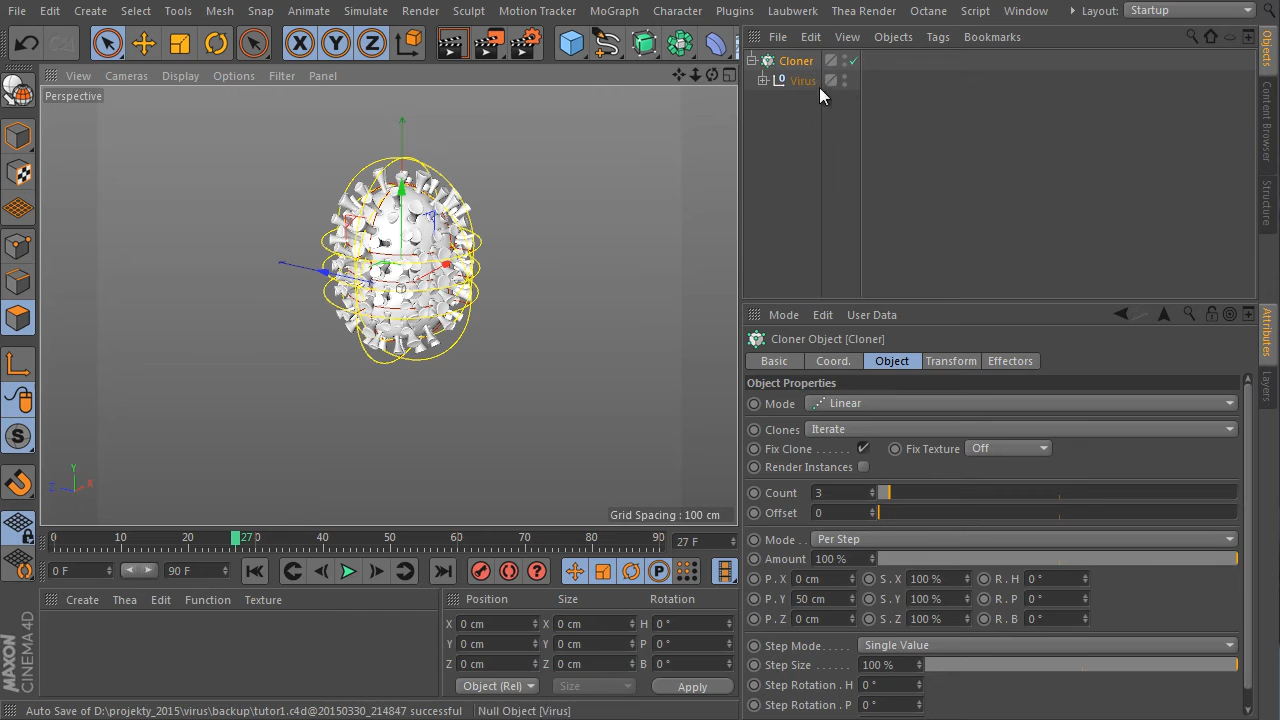 File Edit Create Select Tools Mesh Snap Animate Simulate Render Sculpt Motion Tracker MoGraph Character Plugins Laubwerk Thea Render Octane Script Window Layout: Startup
X Y Z
File Edit View Objects Tags Bookmarks
Cloner
0 Virus
View Cameras Display Options Filter Panel
Perspective
Y
Z X
Grid Spacing : 100 cm
Objects
Content Browser
Structure
Mode Edit User Data
Cloner Object [Cloner]
Basic Coord. Object Transform Effectors
Object Properties
Mode Linear
Clones Iterate
Fix Clone . . . . . . Fix Texture Off
Render Instances
Count 3
Offset 0
Mode . . Per Step
Amount 100 %
P . X 0 cm S . X 100 % R . H 0 °
P . Y 50 cm S . Y 100 % R . P 0 °
P . Z 0 cm S . Z 100 % R . B 0 °
Step Mode. . . . . Single Value
Step Size . . . . . . 100 %
Step Rotation . H 0 °
Step Rotation . P 0 °
Attributes
Layers
0 10 20 27 0 40 50 60 70 80 90 27 F
0 F 90 F
P
S
Create Thea Edit Function Texture
Position Size Rotation
X 0 cm X 0 cm H 0 °
Y 0 cm Y 0 cm P 0 °
Z 0 cm Z 0 cm B 0 °
Object (Rel) Size Apply
MAXON
CINEMA 4D
Auto Save of D:\projekty_2015\virus\backup\tutor1.c4d@20150330_214847 successful Null Object [Virus]